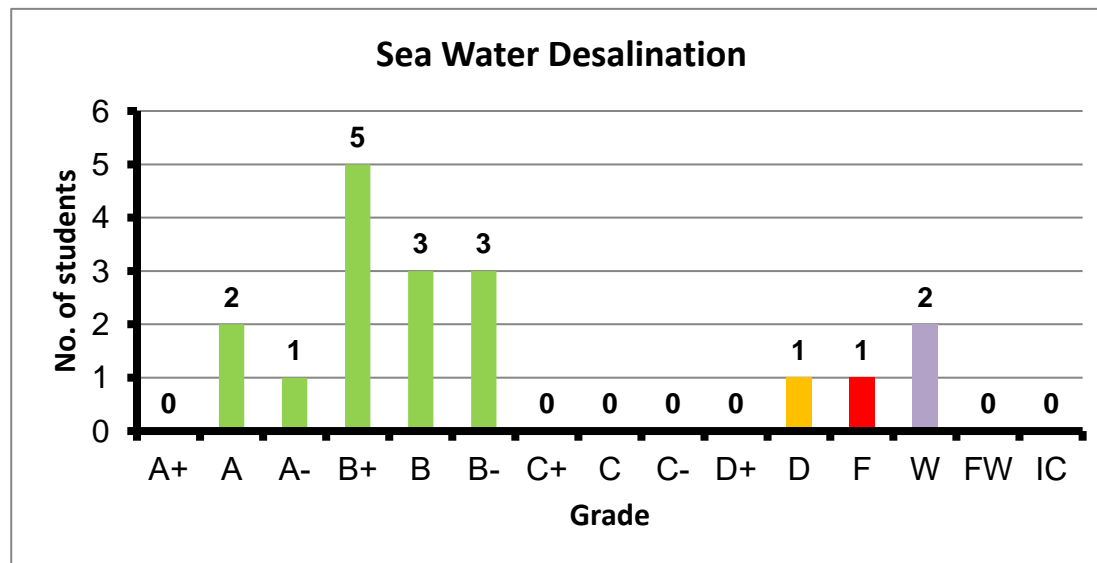 Sea Water Desalination
No. of students
6
5
4
3
2
1
0
0 2 1 5 3 3 0 0 0 0 1 1 2 0 0
A+ A A- B+ B B- C+ C C- D+ D F W FW IC
Grade